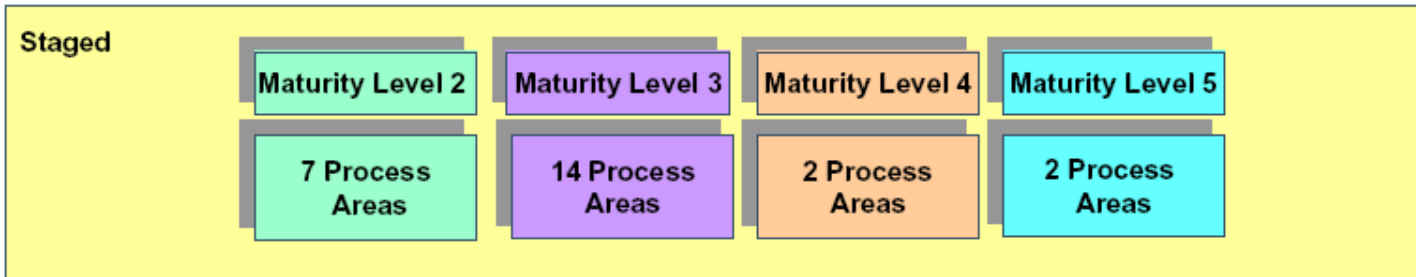 Staged
Maturity Level 2
Maturity Level 3
Maturity Level 4
Maturity Level 5
7 Process
Areas
14 Process
Areas
2 Process
Areas
2 Process
Areas